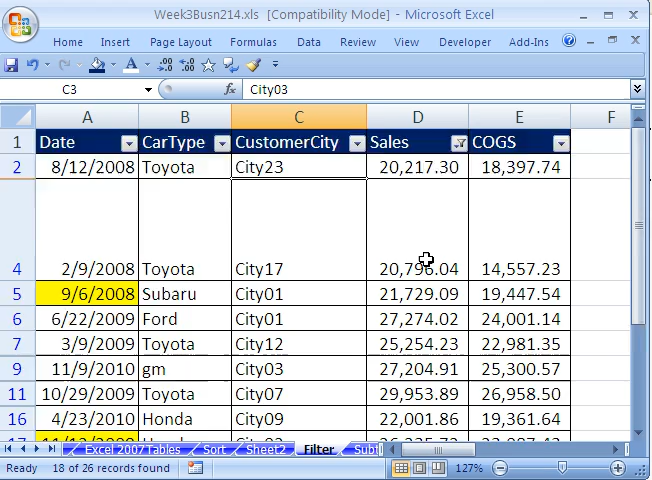 Week3Busn214.xls [Compatibility Mode] - Microsoft Excel
Home Insert Page Layout Formulas Data Review View Developer Add-Ins
C3 fx City03
A B C D E F
1 Date CarType CustomerCity Sales COGS
2 8/12/2008 Toyota City23 20,217.30 18,397.74
4 2/9/2008 Toyota City17 20,796.04 14,557.23
5 9/6/2008 Subaru City01 21,729.09 19,447.54
6 6/22/2009 Ford City01 27,274.02 24,001.14
7 3/9/2009 Toyota City12 25,254.23 22,981.35
9 11/9/2010 gm City03 27,204.91 25,300.57
11 10/29/2009 Toyota City07 29,953.89 26,958.50
16 4/23/2010 Honda City09 22,001.86 19,361.64
Excel 2007Tables Sort Sheet2 Filter Subt
Ready 18 of 26 records found 127%